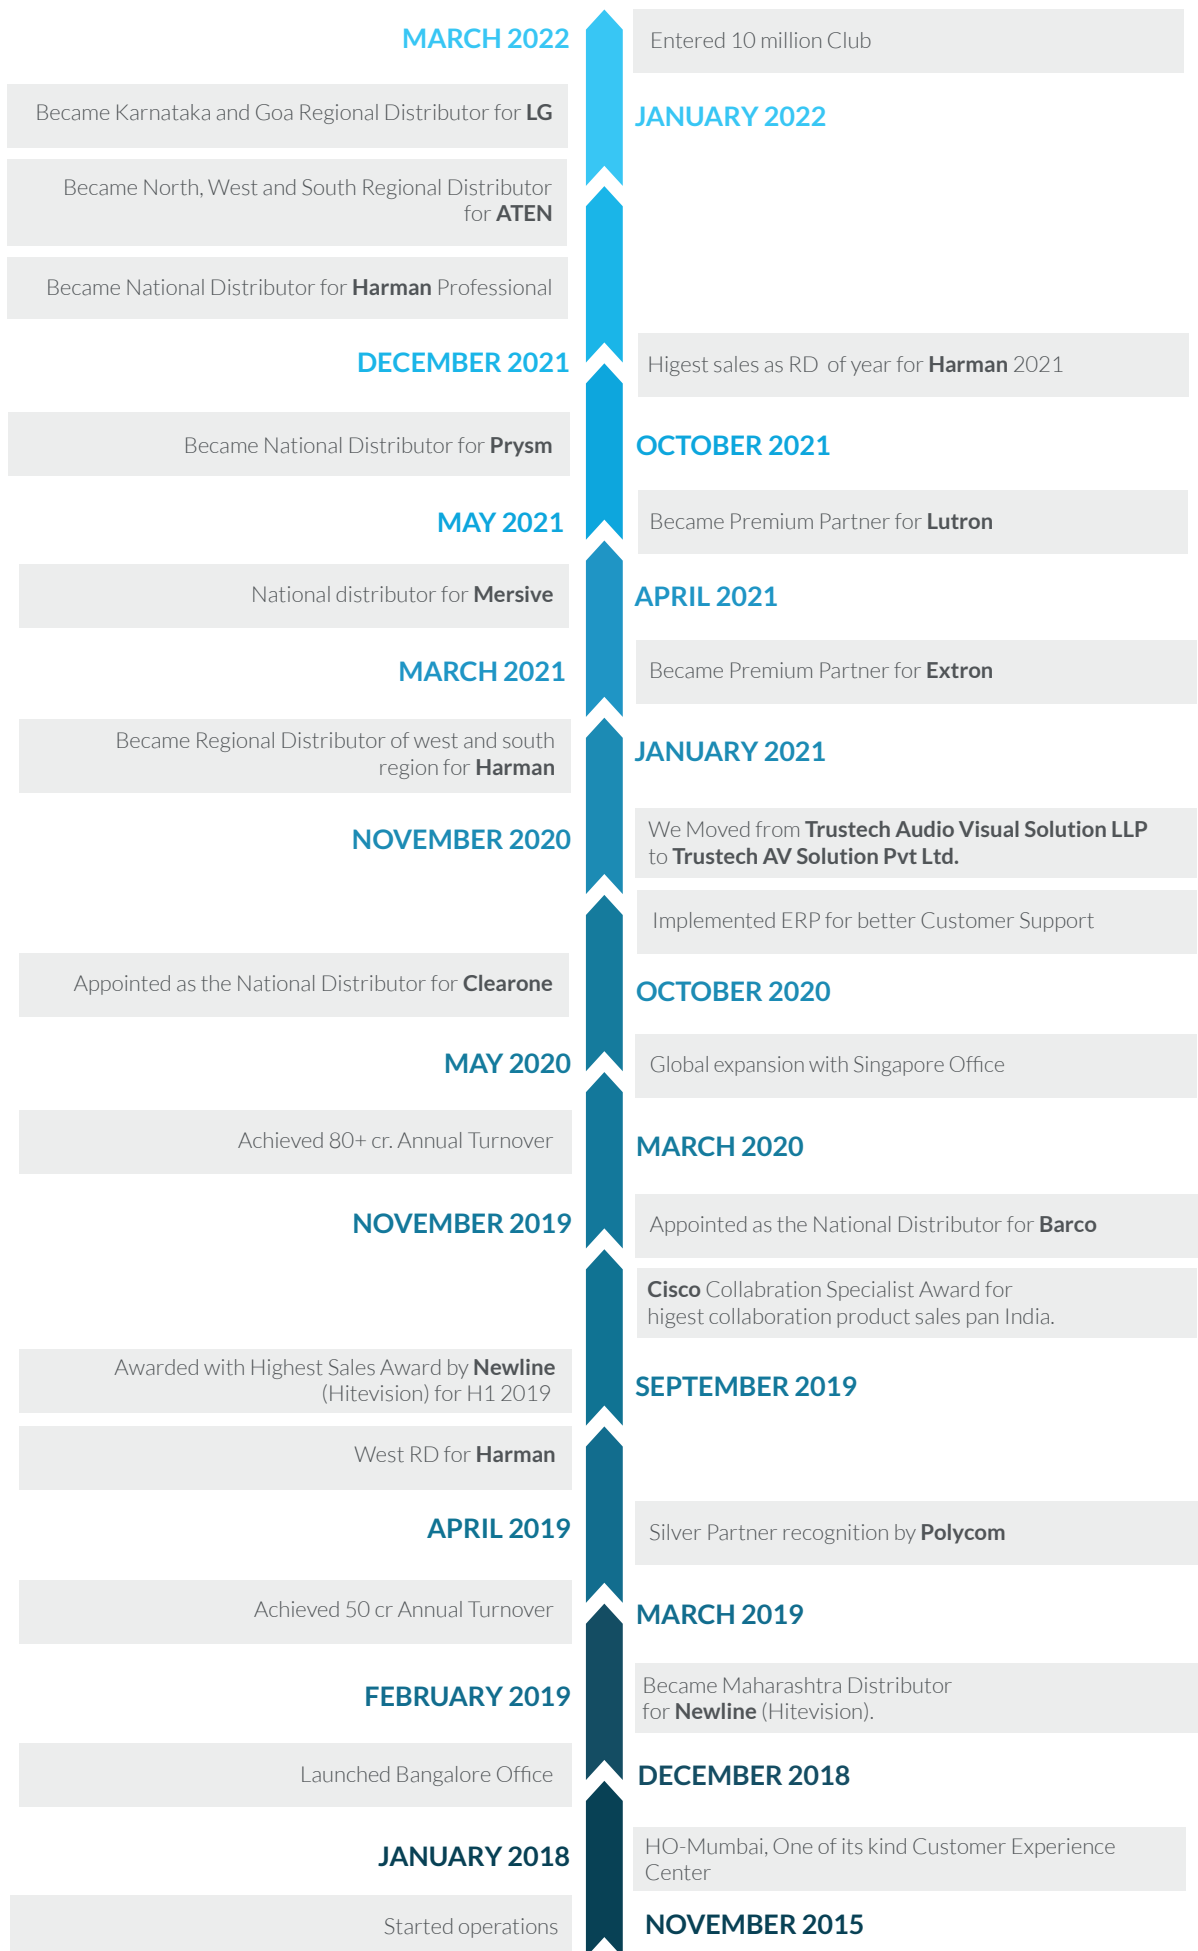 MARCH 2022
Entered 10 million Club
Became Karnataka and Goa Regional Distributor for LG
JANUARY 2022
Became North, West and South Regional Distributor
for ATEN
Became National Distributor for Harman Professional
DECEMBER 2021
Higest sales as RD of year for Harman 2021
Became National Distributor for Prysm
OCTOBER 2021
MAY 2021
Became Premium Partner for Lutron
National distributor for Mersive
APRIL 2021
MARCH 2021
Became Premium Partner for Extron
Became Regional Distributor of west and south
region for Harman
JANUARY 2021
NOVEMBER 2020
We Moved from Trustech Audio Visual Solution LLP
to Trustech AV Solution Pvt Ltd.
Implemented ERP for better Customer Support
Appointed as the National Distributor for Clearone
OCTOBER 2020
MAY 2020
Global expansion with Singapore Office
Achieved 80+ cr. Annual Turnover
MARCH 2020
NOVEMBER 2019
Appointed as the National Distributor for Barco
Cisco Collabration Specialist Award for
higest collaboration product sales pan India.
Awarded with Highest Sales Award by Newline
(Hitevision) for H1 2019
SEPTEMBER 2019
West RD for Harman
APRIL 2019
Silver Partner recognition by Polycom
Achieved 50 cr Annual Turnover
MARCH 2019
FEBRUARY 2019
Became Maharashtra Distributor
for Newline (Hitevision).
Launched Bangalore Office
DECEMBER 2018
JANUARY 2018
HO-Mumbai, One of its kind Customer Experience
Center
Started operations
NOVEMBER 2015